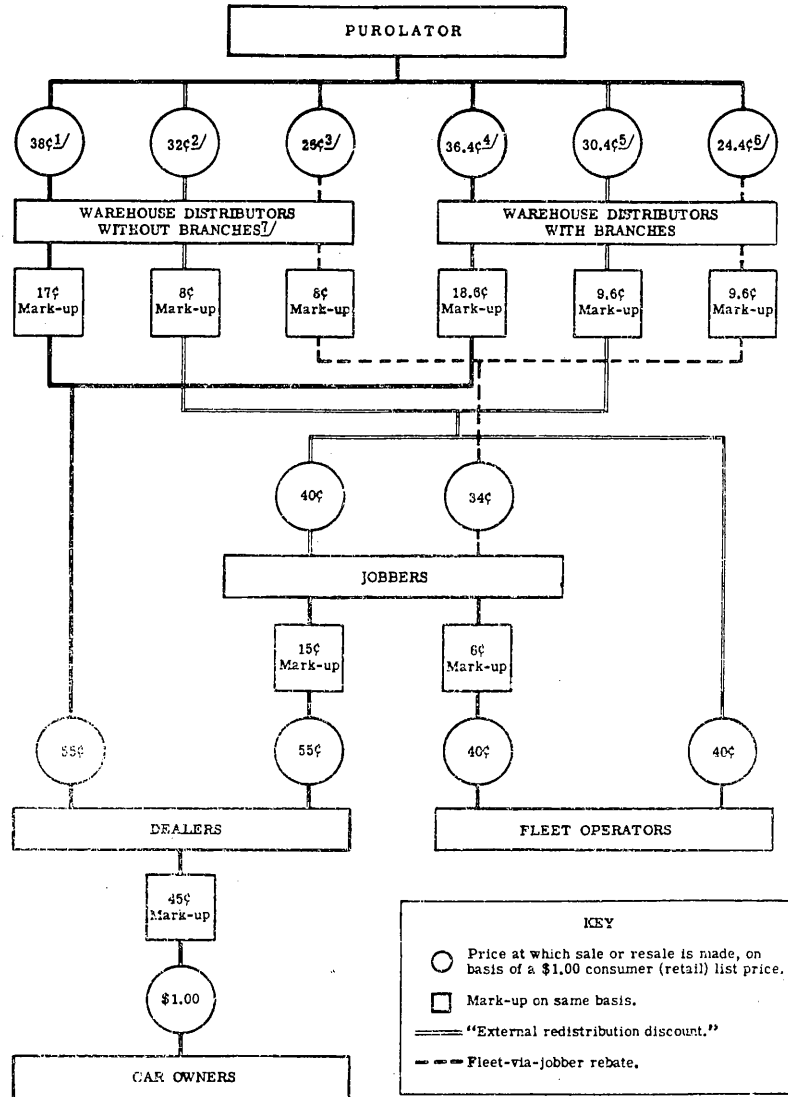 PUROLATOR
38¢1/
32¢2/
26¢3/
36.4¢4/
30.4¢5/
24.4¢6/
WAREHOUSE DISTRIBUTORS
WITHOUT BRANCHES7/
WAREHOUSE DISTRIBUTORS
WITH BRANCHES
17¢
Mark-up
8¢
Mark-up
8¢
Mark-up
18.6¢
Mark-up
9.6¢
Mark-up
9.6¢
Mark-up
40¢
34¢
JOBBERS
15¢
Mark-up
6¢
Mark-up
55¢
55¢
40¢
40¢
DEALERS
FLEET OPERATORS
45¢
Mark-up
$1.00
CAR OWNERS
KEY
Price at which sale or resale is made, on
basis of a $1.00 consumer (retail) list price.
Mark-up on same basis.
"External redistribution discount."
Fleet-via-jobber rebate.